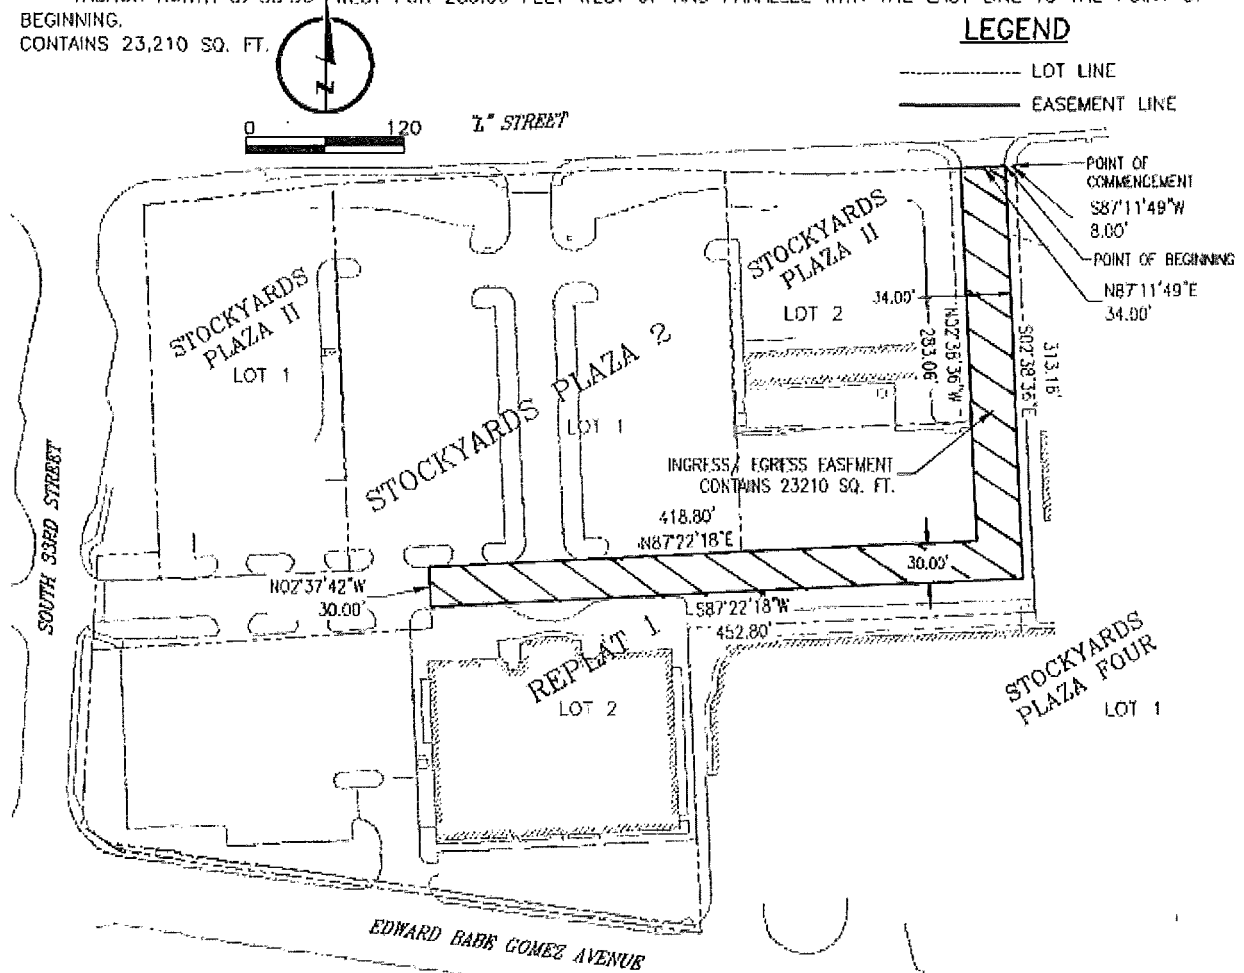 BEGINNING.
CONTAINS 23,210 SQ. FT.
LEGEND
LOT LINE
EASEMENT LINE
N
0 120
"L" STREET
POINT OF
COMMENCEMENT
S87°11'49"W
8.00'
POINT OF BEGINNING
N87°11'49"E
34.00'
STOCKYARDS
PLAZA II
LOT 1
STOCKYARDS PLAZA 2
LOT 1
STOCKYARDS
PLAZA II
LOT 2
34.00'
N02°36'36"W
283.06'
S02°36'36"E
313.16'
INGRESS/ EGRESS EASEMENT
CONTAINS 23210 SQ. FT.
418.80'
N87°22'18"E
30.00'
N02°37'42"W
30.00'
S87°22'18"W
452.80'
SOUTH 33RD STREET
REPLAT 1
LOT 2
STOCKYARDS
PLAZA FOUR
LOT 1
EDWARD BABE GOMEZ AVENUE